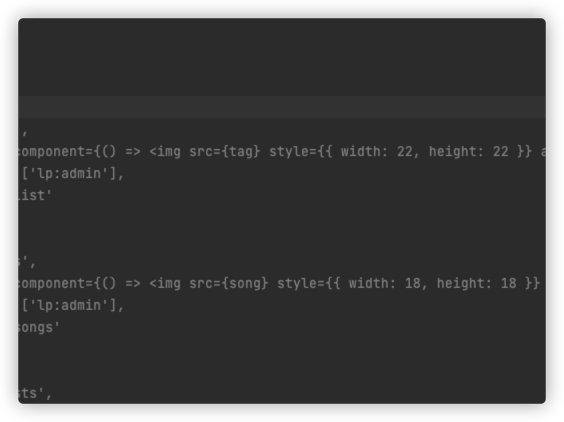 ',
component={() => <img src={tag} style={{ width: 22, height: 22 }} a
['lp:admin'],
list'
s',
component={() => <img src={song} style={{ width: 18, height: 18 }}
['lp:admin'],
songs'
sts',